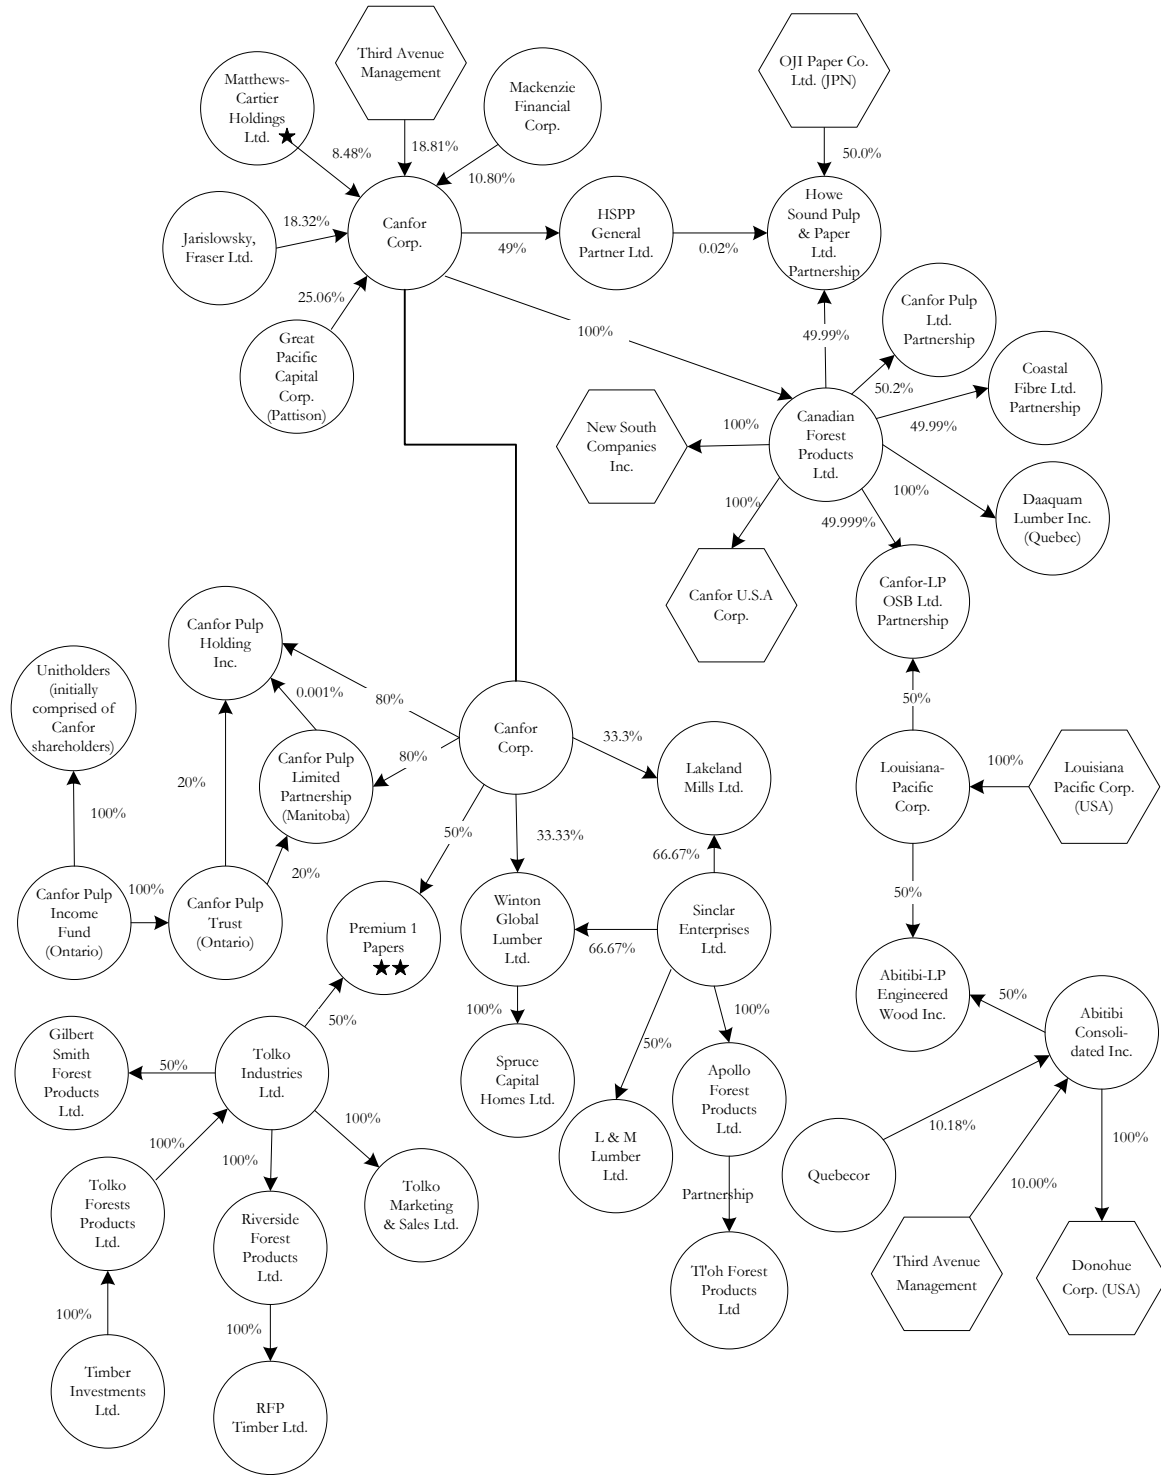 Third Avenue
Management
Matthews-
Cartier
Holdings
Ltd.
Mackenzie
Financial
Corp.
OJI Paper Co.
Ltd. (JPN)
8.48%
18.81%
10.80%
50.0%
Jarislowsky,
Fraser Ltd.
18.32%
Canfor
Corp.
49%
HSPP
General
Partner Ltd.
0.02%
Howe
Sound Pulp
& Paper
Ltd.
Partnership
25.06%
Great
Pacific
Capital
Corp.
(Pattison)
100%
49.99%
Canfor Pulp
Ltd.
Partnership
50.2%
Coastal
Fibre Ltd.
Partnership
49.99%
New South
Companies
Inc.
100%
Canadian
Forest
Products
Ltd.
100%
Daaquam
Lumber Inc.
(Quebec)
100%
49.999%
Canfor U.S.A
Corp.
Canfor-LP
OSB Ltd.
Partnership
Canfor Pulp
Holding
Inc.
Unitholders
(initially
comprised of
Canfor
shareholders)
0.001%
80%
50%
Canfor
Corp.
33.3%
Lakeland
Mills Ltd.
Canfor Pulp
Limited
Partnership
(Manitoba)
80%
20%
Louisiana-
Pacific
Corp.
100%
Louisiana
Pacific Corp.
(USA)
100%
50%
33.33%
66.67%
20%
50%
Canfor Pulp
Income
Fund
(Ontario)
100%
Canfor Pulp
Trust
(Ontario)
Premium 1
Papers
Winton
Global
Lumber
Ltd.
66.67%
Sinclar
Enterprises
Ltd.
Abitibi-LP
Engineered
Wood Inc.
50%
Abitibi
Consoli-
dated Inc.
50%
100%
100%
Gilbert
Smith
Forest
Products
Ltd.
50%
Tolko
Industries
Ltd.
Spruce
Capital
Homes Ltd.
50%
Apollo
Forest
Products
Ltd.
100%
100%
100%
L & M
Lumber
Ltd.
10.18%
100%
Quebecor
10.00%
Tolko
Forests
Products
Ltd.
Riverside
Forest
Products
Ltd.
Tolko
Marketing
& Sales Ltd.
Partnership
Tl'oh Forest
Products
Ltd
Third Avenue
Management
Donohue
Corp. (USA)
100%
100%
Timber
Investments
Ltd.
RFP
Timber Ltd.